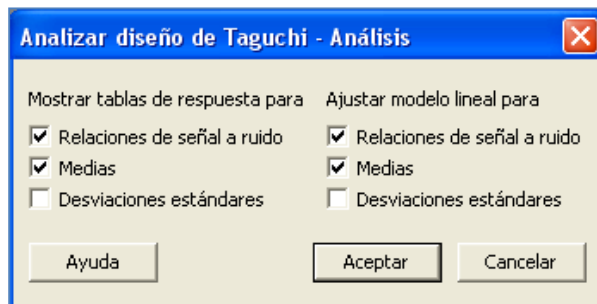 Analizar diseño de Taguchi - Análisis
Mostrar tablas de respuesta para
Ajustar modelo lineal para
Relaciones de señal a ruido
Relaciones de señal a ruido
Medias
Medias
Desviaciones estándares
Desviaciones estándares
Ayuda
Aceptar
Cancelar